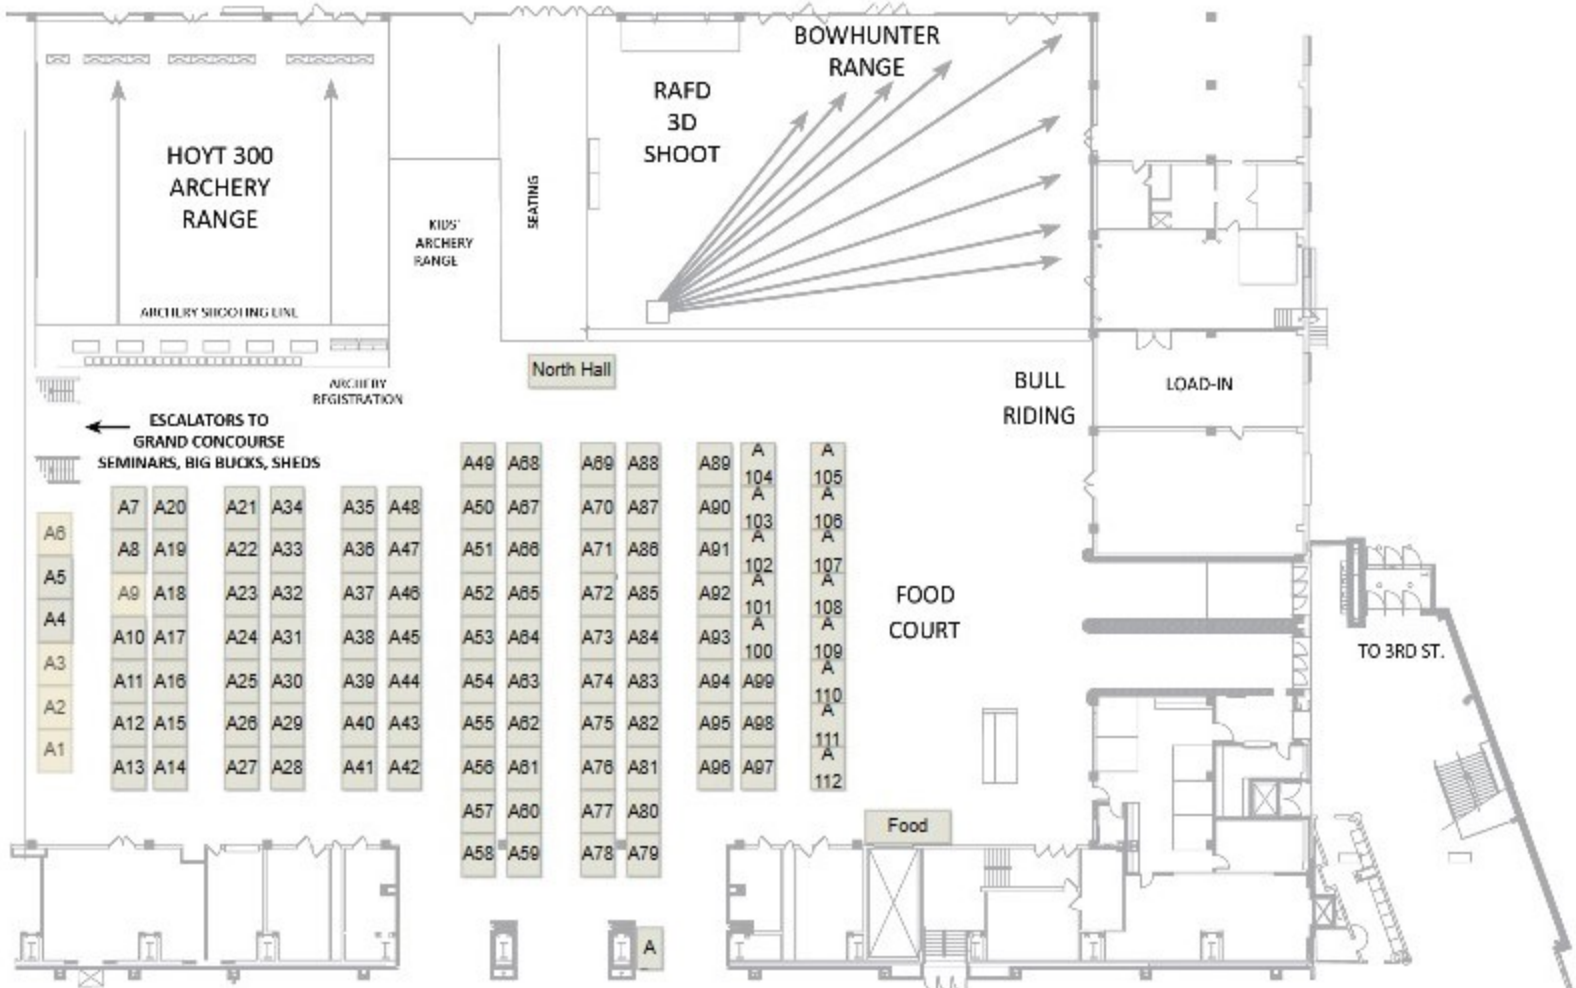 BOWHUNTER
RANGE
RAFD
3D
SHOOT
HOYT 300
ARCHERY
RANGE
SEATING
KIDS'
ARCHERY
RANGE
ARCHERY SHOOTING LINE
North Hall
ARCHERY
REGISTRATION
BULL
RIDING
LOAD-IN
ESCALATORS TO
GRAND CONCOURSE
SEMINARS, BIG BUCKS, SHEDS
A49 A68 A69 A88 A89 A 104 A 105
A7 A20 A21 A34 A35 A48 A50 A67 A70 A87 A90 A 103 A 106
A6
A8 A19 A22 A33 A36 A47 A51 A66 A71 A86 A91 A 102 A 107
A5
A9 A18 A23 A32 A37 A46 A52 A65 A72 A85 A92 A 101 A 108
A4
A10 A17 A24 A31 A38 A45 A53 A64 A73 A84 A93 A 100 A 109
A3
A11 A16 A25 A30 A39 A44 A54 A63 A74 A83 A94 A99 A 110
A2
A12 A15 A26 A29 A40 A43 A55 A62 A75 A82 A95 A98 A 111
A1
A13 A14 A27 A28 A41 A42 A56 A61 A76 A81 A96 A97 A 112
A57 A60 A77 A80
A58 A59 A78 A79
FOOD
COURT
TO 3RD ST.
Food
A